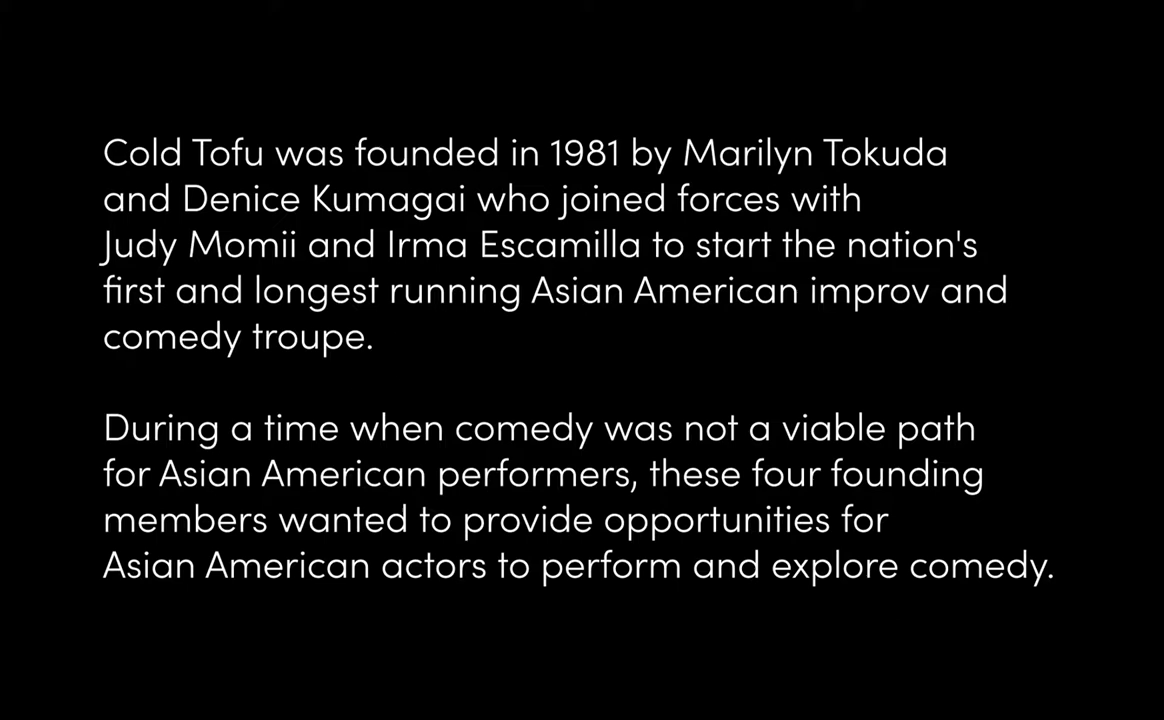 Cold Tofu was founded in 1981 by Marilyn Tokuda
and Denice Kumagai who joined forces with
Judy Momii and Irma Escamilla to start the nation's
first and longest running Asian American improv and
comedy troupe.
During a time when comedy was not a viable path
for Asian American performers, these four founding
members wanted to provide opportunities for
Asian American actors to perform and explore comedy.